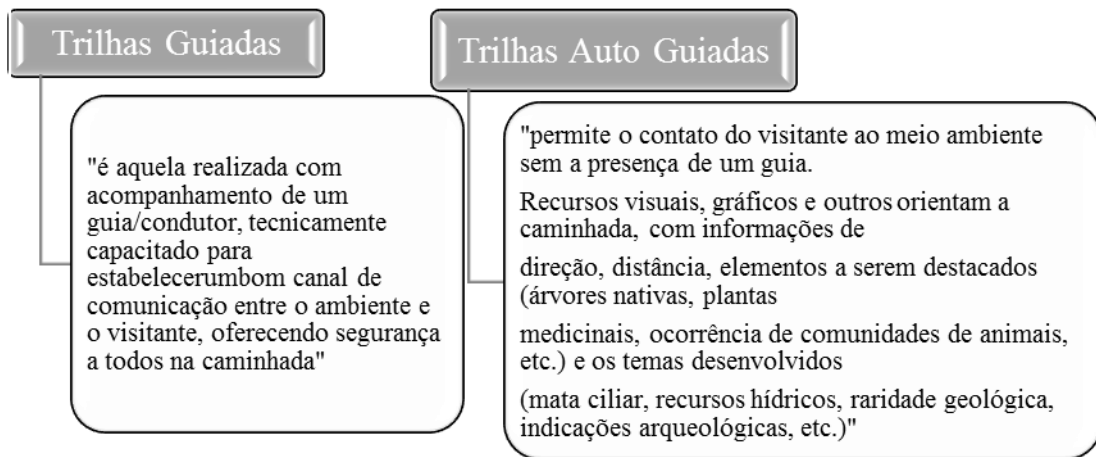 Trilhas Guiadas
"é aquela realizada com
acompanhamento de um
guia/condutor, tecnicamente
capacitado para
estabelecerumbom canal de
comunicação entre o ambiente e
o visitante, oferecendo segurança
a todos na caminhada"
Trilhas Auto Guiadas
"permite o contato do visitante ao meio ambiente
sem a presença de um guia.
Recursos visuais, gráficos e outros orientam a
caminhada, com informações de
direção, distância, elementos a serem destacados
(árvores nativas, plantas
medicinais, ocorrência de comunidades de animais,
etc.) e os temas desenvolvidos
(mata ciliar, recursos hídricos, raridade geológica,
indicações arqueológicas, etc.)"